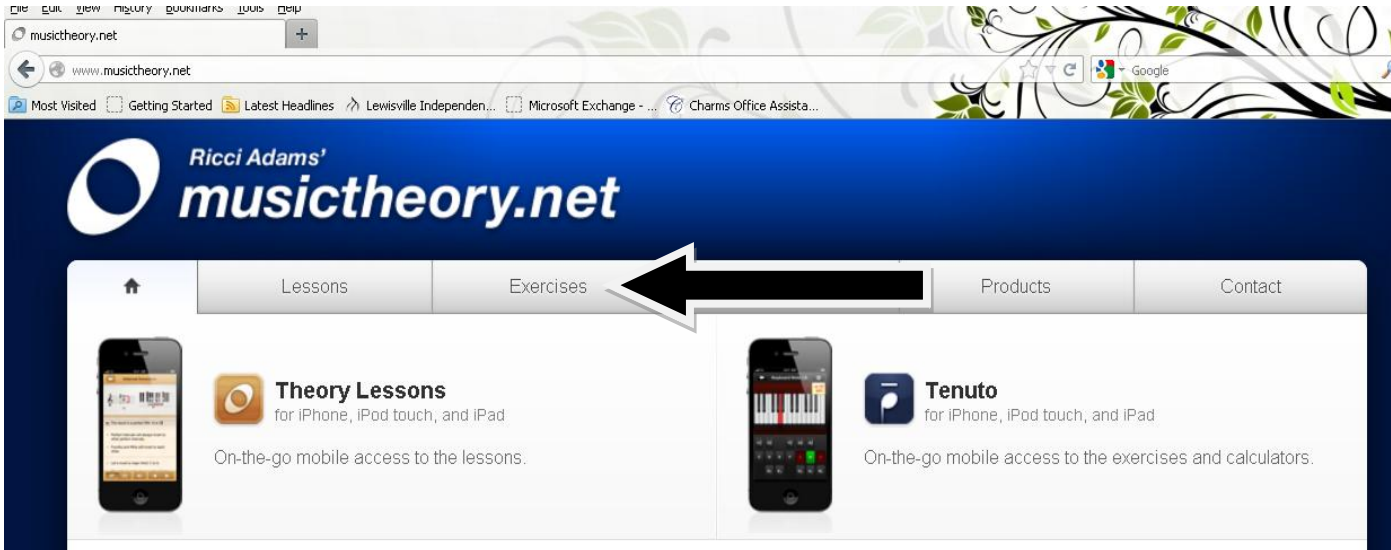 File Edit View History Bookmarks Tools Help
musictheory.net +
www.musictheory.net Google
Most Visited Getting Started Latest Headlines Lewisville Independen... Microsoft Exchange - ... Charms Office Assista...
Ricci Adams'
musictheory.net
Lessons Exercises Products Contact
Theory Lessons
for iPhone, iPod touch, and iPad
On-the-go mobile access to the lessons.
Tenuto
for iPhone, iPod touch, and iPad
On-the-go mobile access to the exercises and calculators.